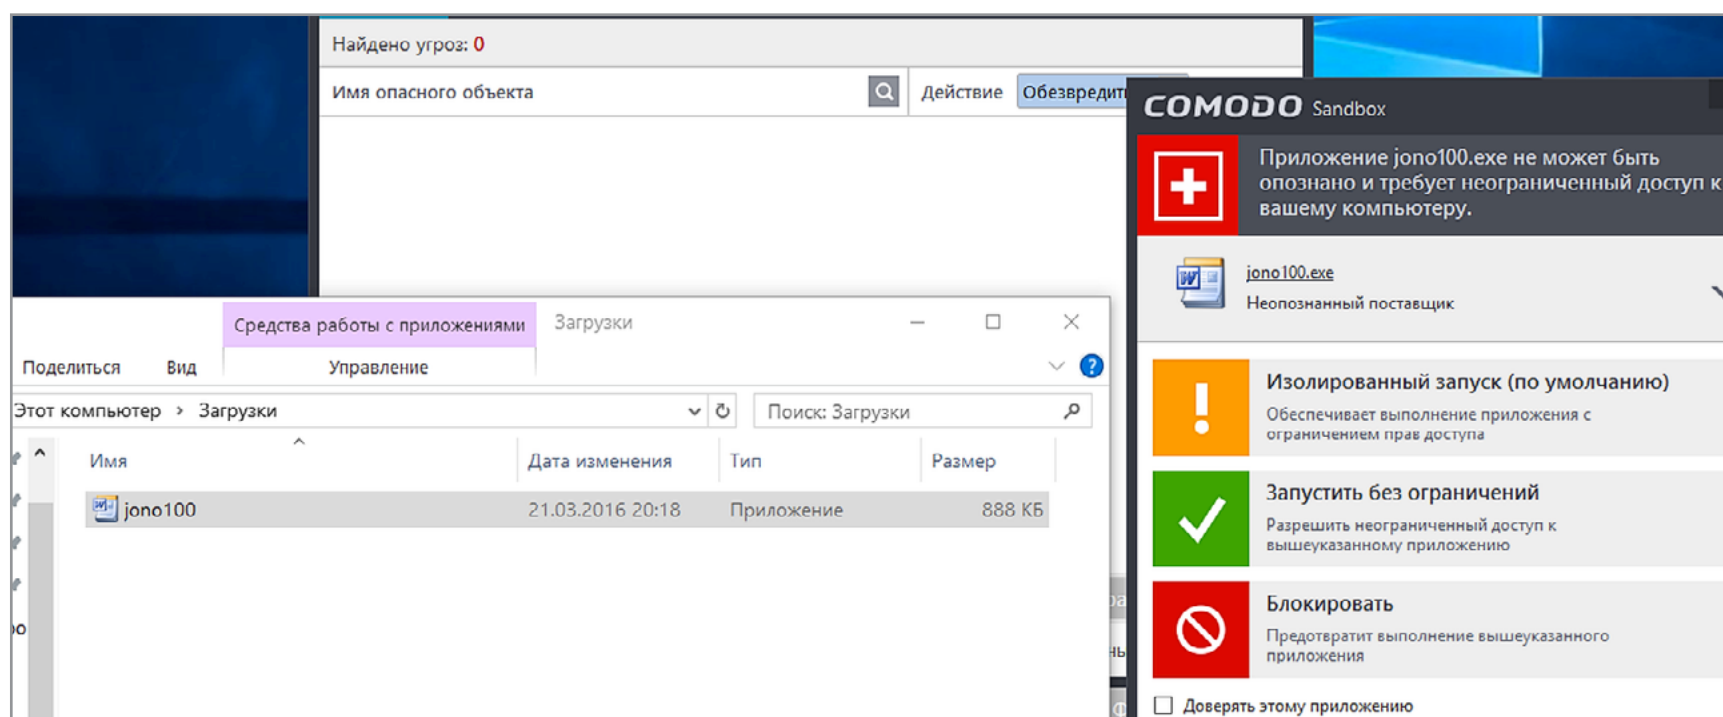 Найдено угроз: 0
Имя опасного объекта
Действие
COMODO Sandbox
Приложение jono100.exe не может быть
опознано и требует неограниченный доступ к
вашему компьютеру.
jono100.exe
Неопознанный поставщик
Изолированный запуск (по умолчанию)
Обеспечивает выполнение приложения с
ограничением прав доступа
Запустить без ограничений
Разрешить неограниченный доступ к
вышеуказанному приложению
Блокировать
Предотвратит выполнение вышеуказанного
приложения
Доверять этому приложению
Средства работы с приложениями
Загрузки
Поделиться Вид Управление
Этот компьютер › Загрузки
Поиск: Загрузки
Имя Дата изменения Тип Размер
jono100 21.03.2016 20:18 Приложение 888 КБ